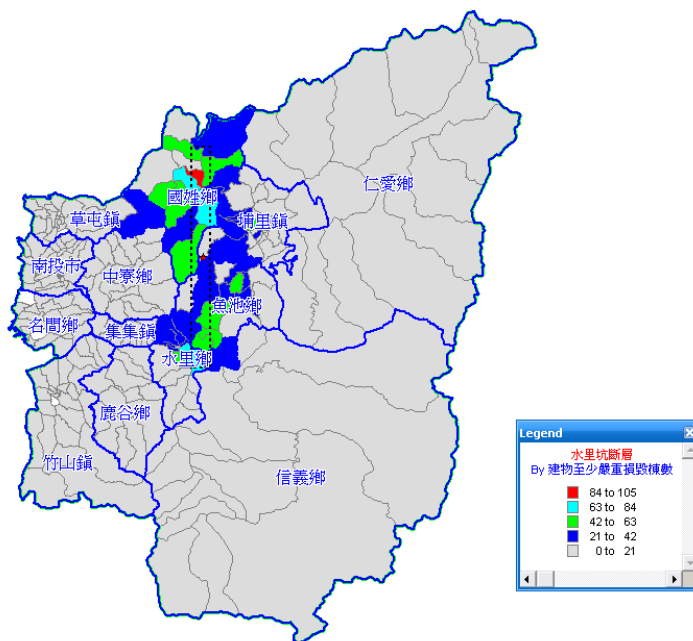 仁愛鄉
國姓鄉
草屯鎮
埔里鎮
南投市
中寮鄉
魚池鄉
名間鄉
集集鎮
水里鄉
鹿谷鄉
竹山鎮
信義鄉
Legend
水里坑斷層
By 建物至少嚴重損毀棟數
84 to 105
63 to 84
42 to 63
21 to 42
0 to 21